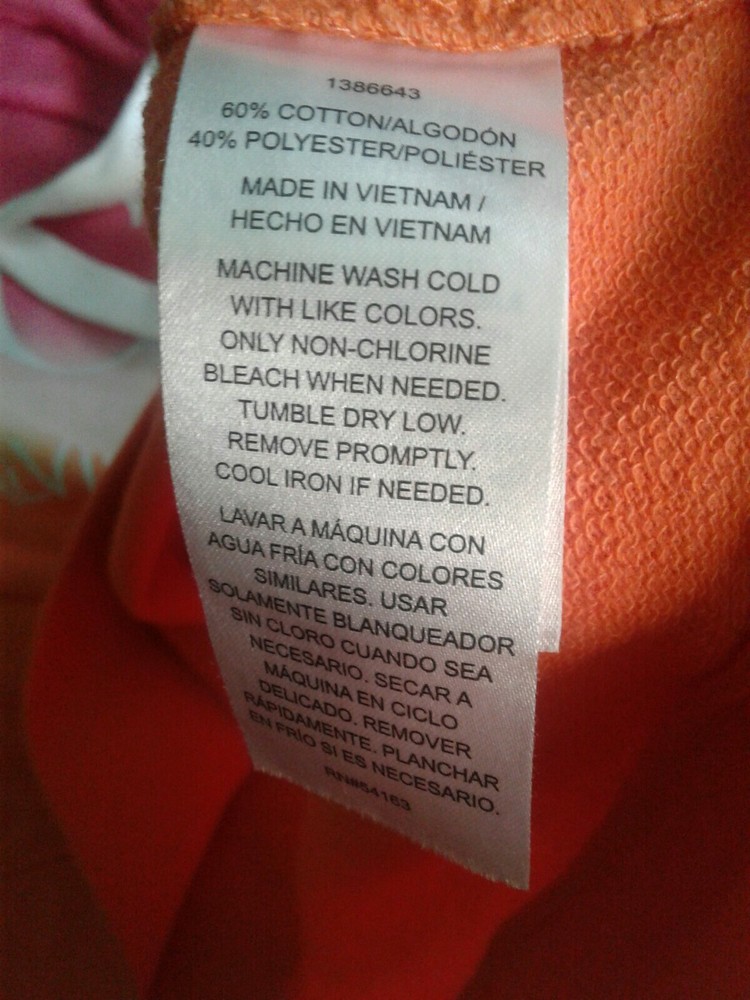 1386643
60% COTTON/ALGODÓN
40% POLYESTER/POLIÉSTER
MADE IN VIETNAM /
HECHO EN VIETNAM
MACHINE WASH COLD
WITH LIKE COLORS.
ONLY NON-CHLORINE
BLEACH WHEN NEEDED.
TUMBLE DRY LOW.
REMOVE PROMPTLY.
COOL IRON IF NEEDED.
LAVAR A MÁQUINA CON
AGUA FRÍA CON COLORES
SIMILARES. USAR
SOLAMENTE BLANQUEADOR
SIN CLORO CUANDO SEA
NECESARIO. SECAR A
MÁQUINA EN CICLO
DELICADO. REMOVER
RÁPIDAMENTE. PLANCHAR
EN FRÍO SI ES NECESARIO.
RN#54163